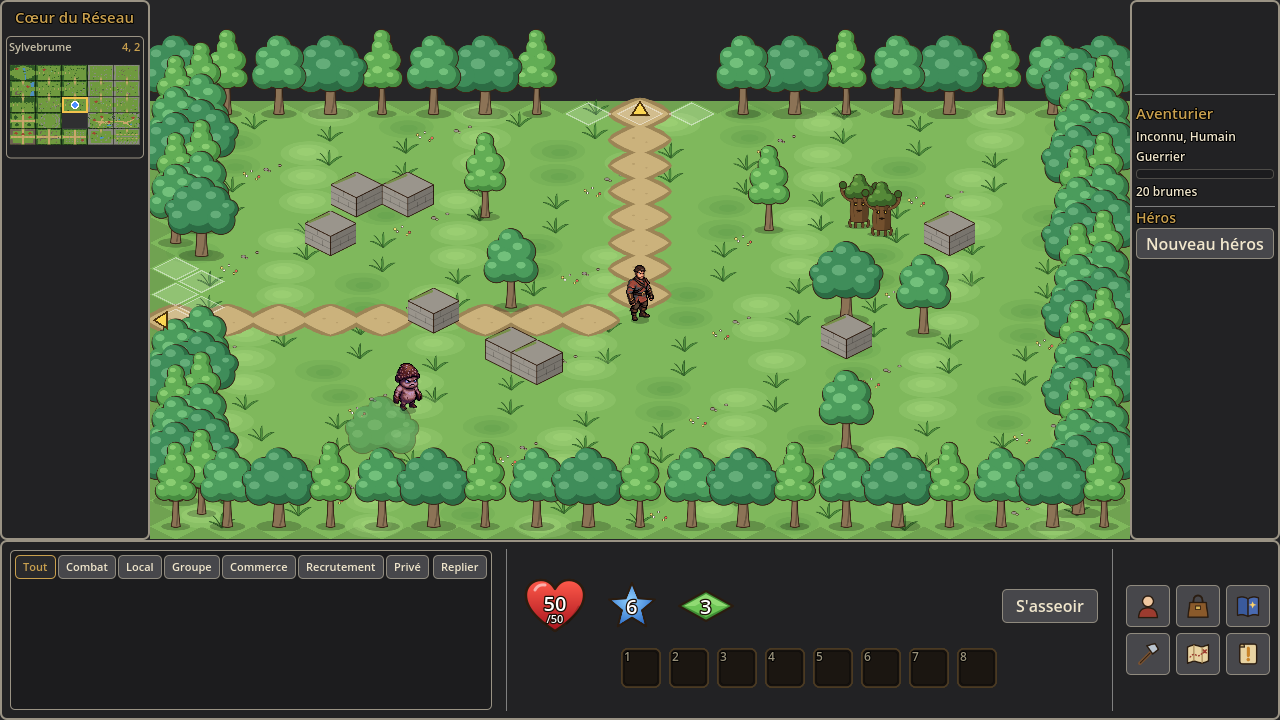 Cœur du Réseau
Sylvebrume 4, 2
Aventurier
Inconnu, Humain
Guerrier
20 brumes
Héros
Nouveau héros
Tout Combat Local Groupe Commerce Recrutement Privé Replier
50
/50
6
3
S'asseoir
1 2 3 4 5 6 7 8